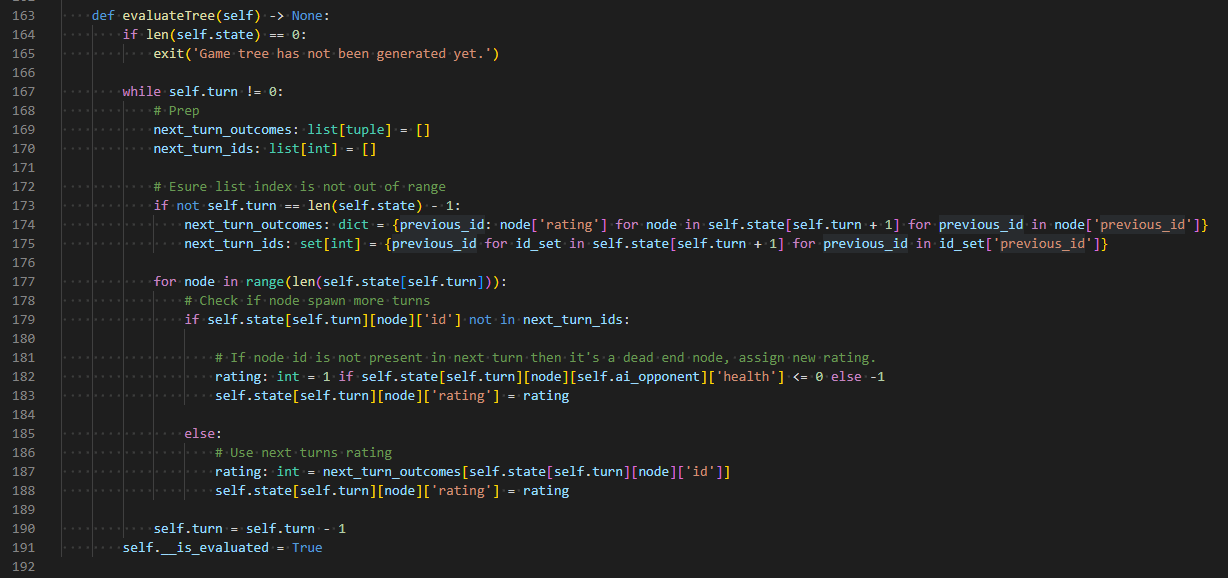 163 def evaluateTree(self) -> None:
164 if len(self.state) == 0:
165 exit('Game tree has not been generated yet.')
166
167 while self.turn != 0:
168 # Prep
169 next_turn_outcomes: list[tuple] = []
170 next_turn_ids: list[int] = []
171
172 # Esure list index is not out of range
173 if not self.turn == len(self.state) - 1:
174 next_turn_outcomes: dict = {previous_id: node['rating'] for node in self.state[self.turn + 1] for previous_id in node['previous_id']}
175 next_turn_ids: set[int] = {previous_id for id_set in self.state[self.turn + 1] for previous_id in id_set['previous_id']}
176
177 for node in range(len(self.state[self.turn])):
178 # Check if node spawn more turns
179 if self.state[self.turn][node]['id'] not in next_turn_ids:
180
181 # If node id is not present in next turn then it's a dead end node, assign new rating.
182 rating: int = 1 if self.state[self.turn][node][self.ai_opponent]['health'] <= 0 else -1
183 self.state[self.turn][node]['rating'] = rating
184
185 else:
186 # Use next turns rating
187 rating: int = next_turn_outcomes[self.state[self.turn][node]['id']]
188 self.state[self.turn][node]['rating'] = rating
189
190 self.turn = self.turn - 1
191 self.__is_evaluated = True
192